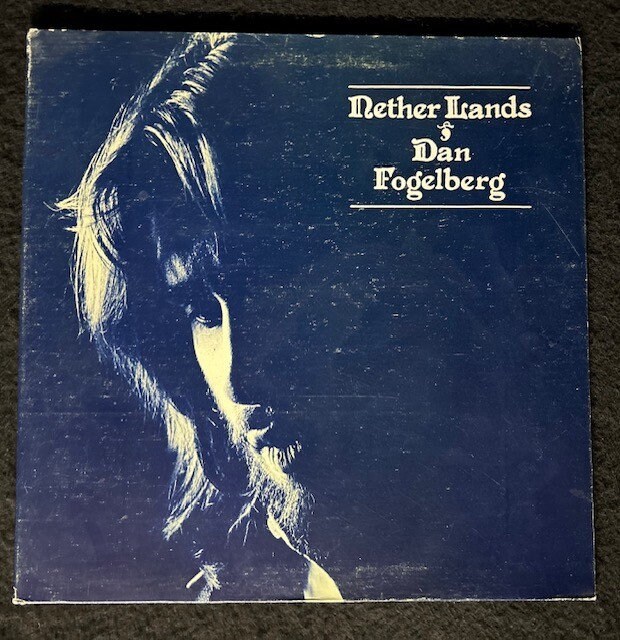 Nether Lands
Dan
Fogelberg